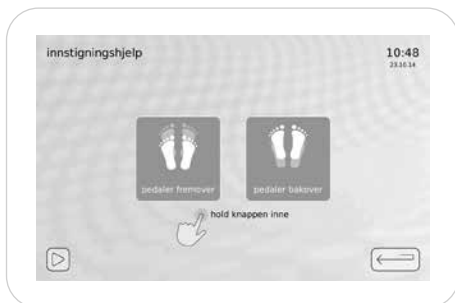 innstigningshjelp
10:48
23.10.14
pedaler fremover
pedaler bakover
hold knappen inne